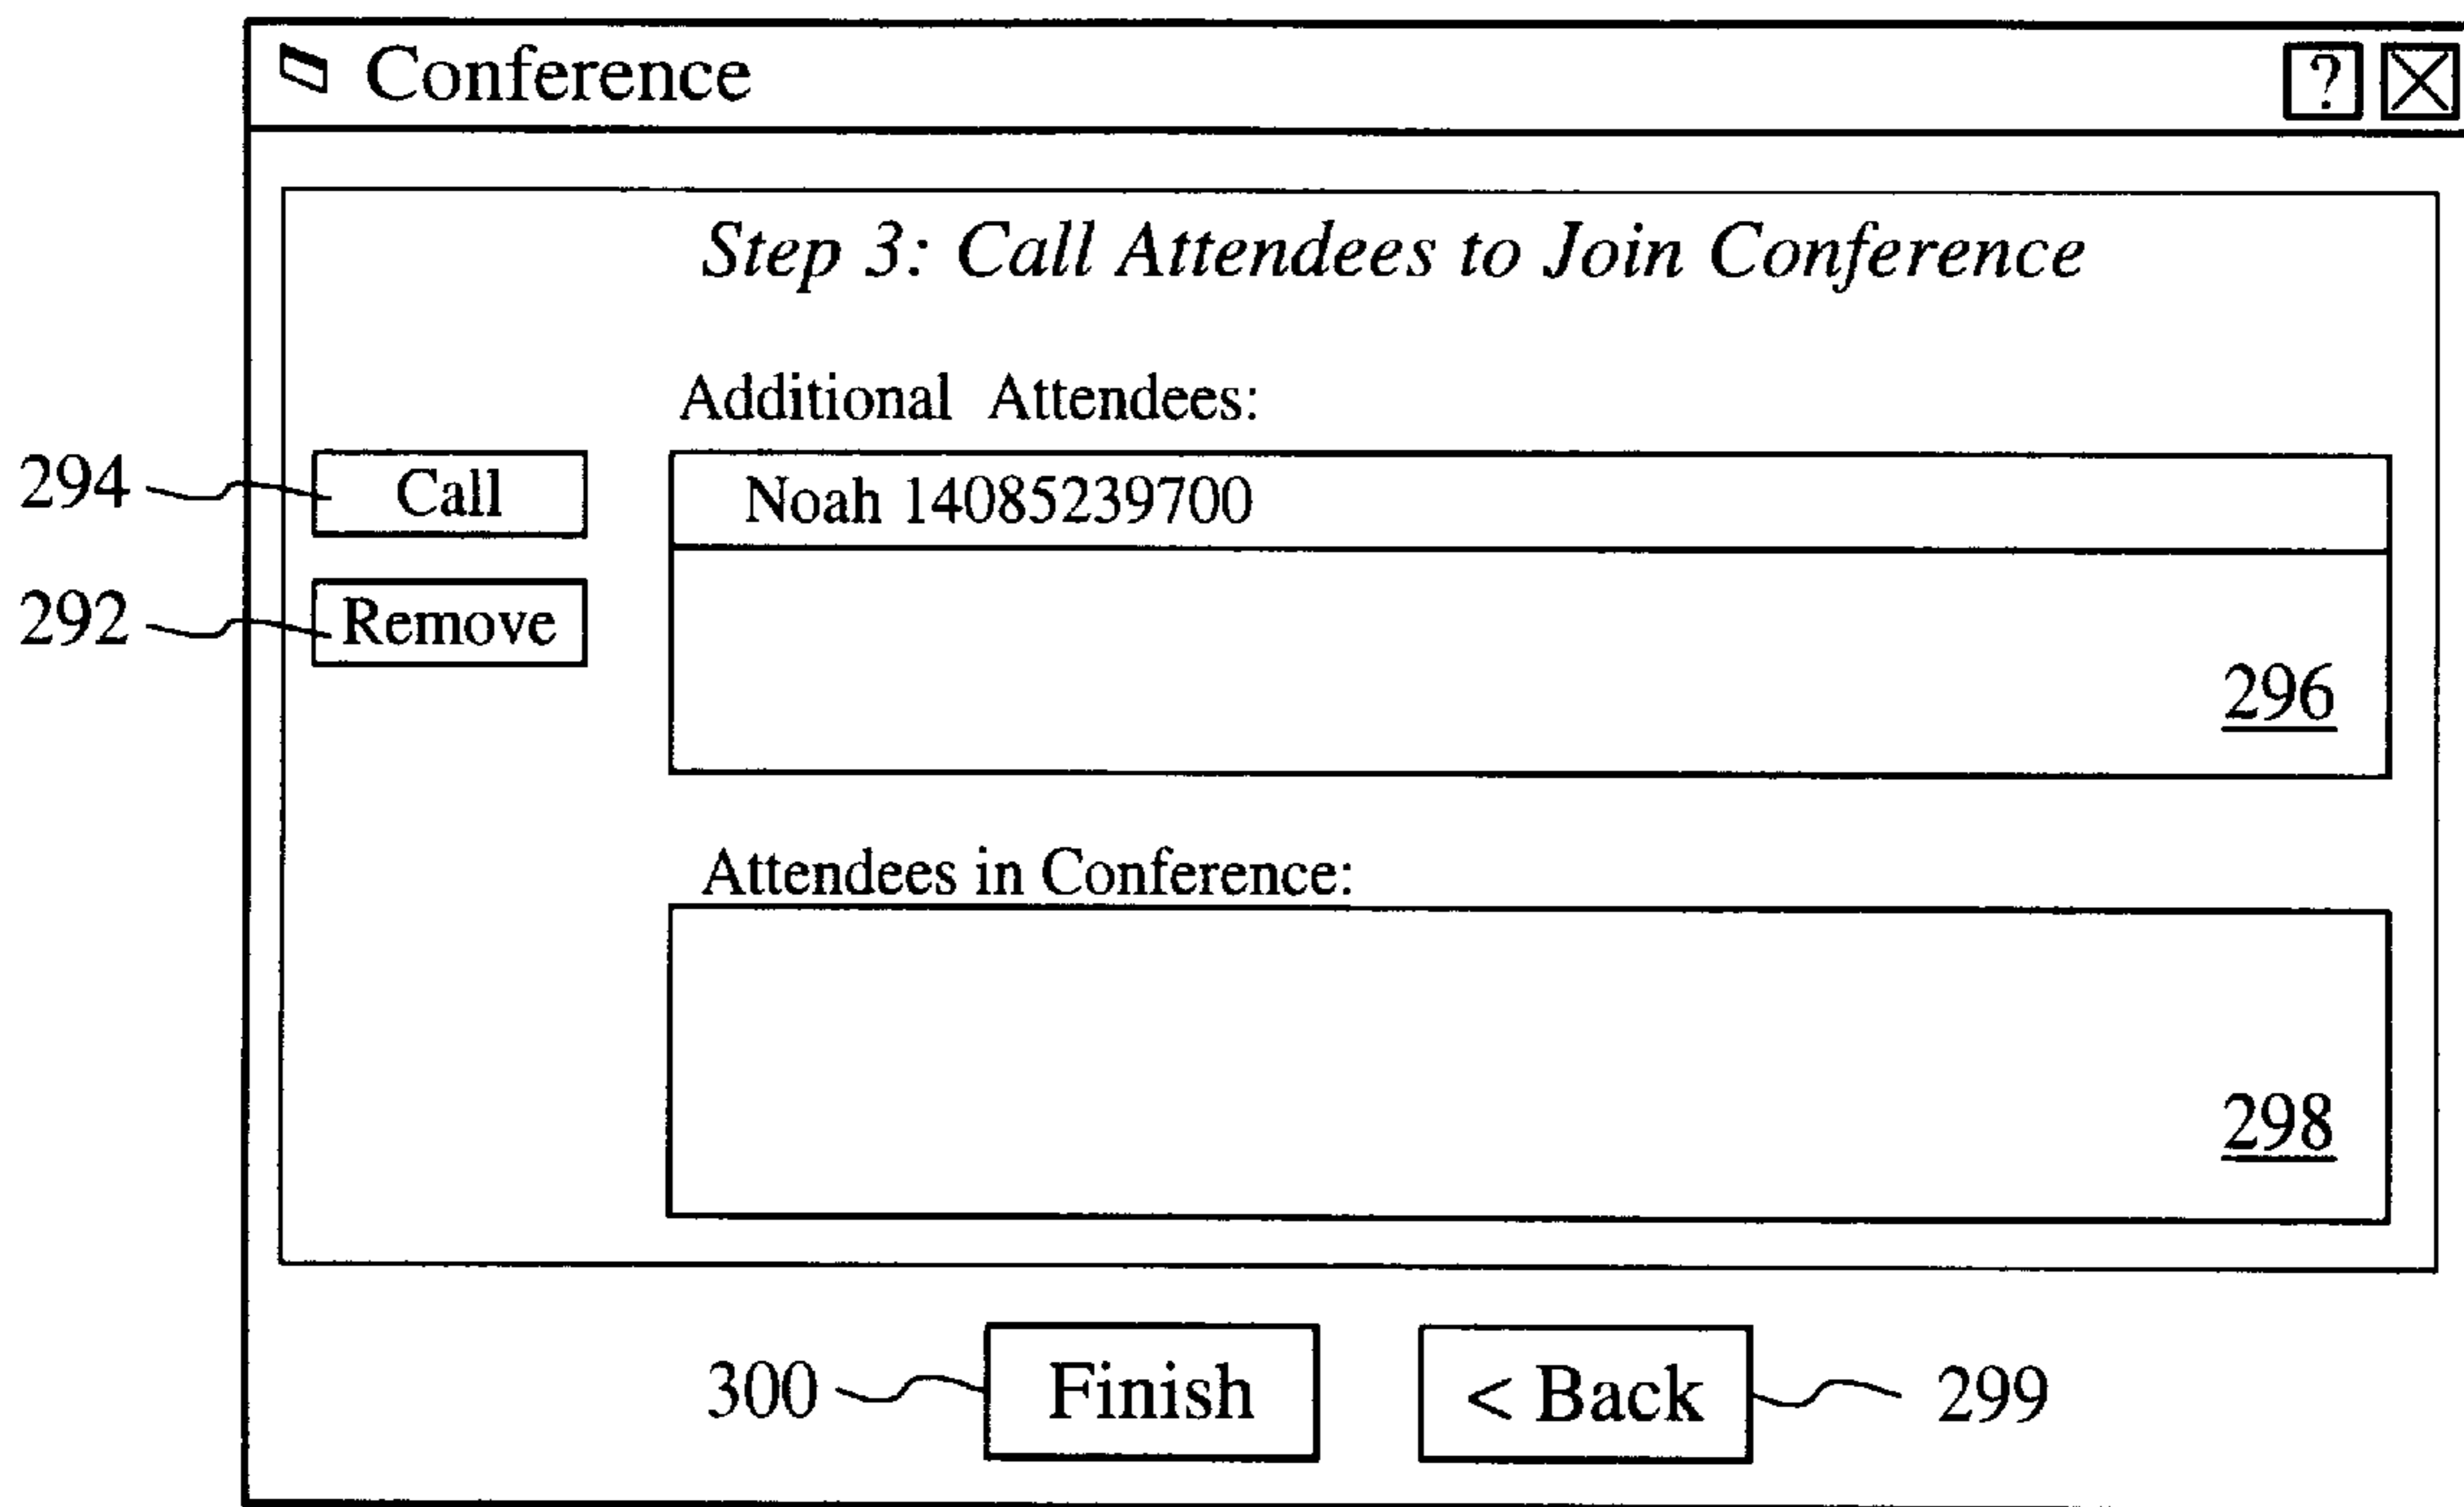 Conference ?
Step 3: Call Attendees to Join Conference
Additional Attendees:
294 Call Noah 14085239700
292 Remove
296
Attendees in Conference:
298
300 Finish < Back 299